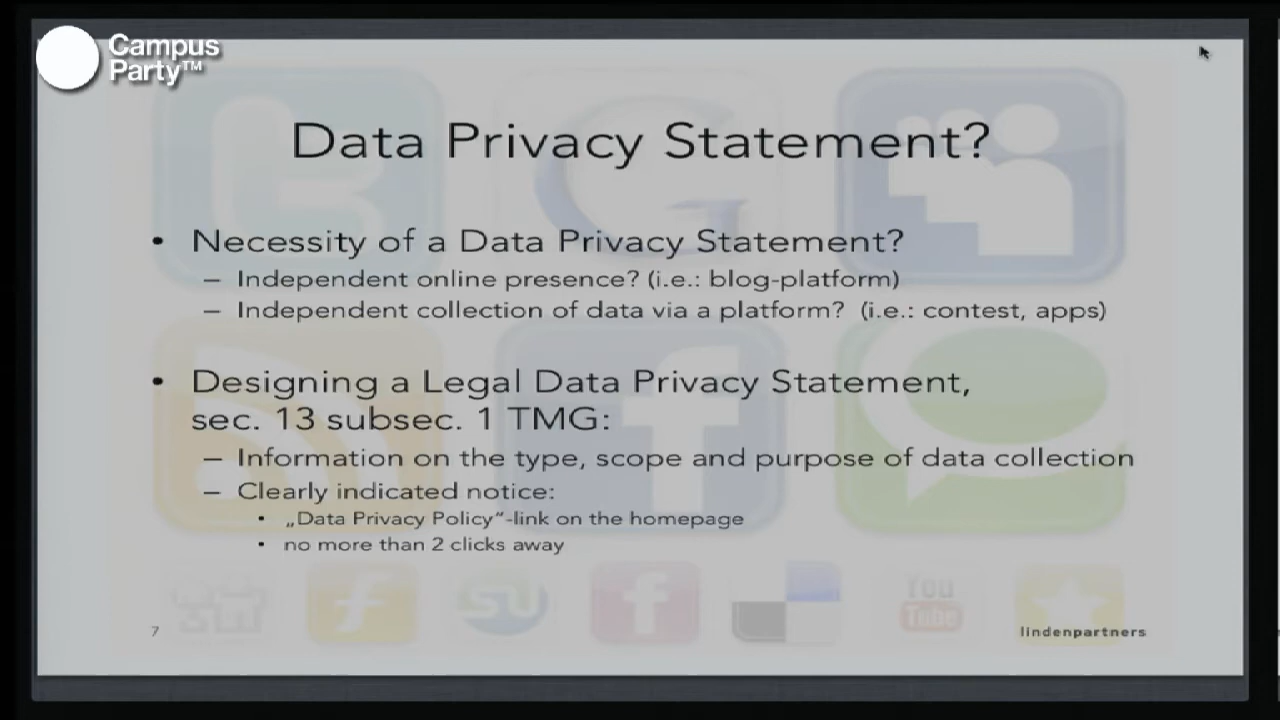 Campus
Party™
Data Privacy Statement?
• Necessity of a Data Privacy Statement?
– Independent online presence? (i.e.: blog-platform)
– Independent collection of data via a platform? (i.e.: contest, apps)
• Designing a Legal Data Privacy Statement,
sec. 13 subsec. 1 TMG:
– Information on the type, scope and purpose of data collection
– Clearly indicated notice:
• „Data Privacy Policy“-link on the homepage
• no more than 2 clicks away
SU
You
Tube
7
lindenpartners